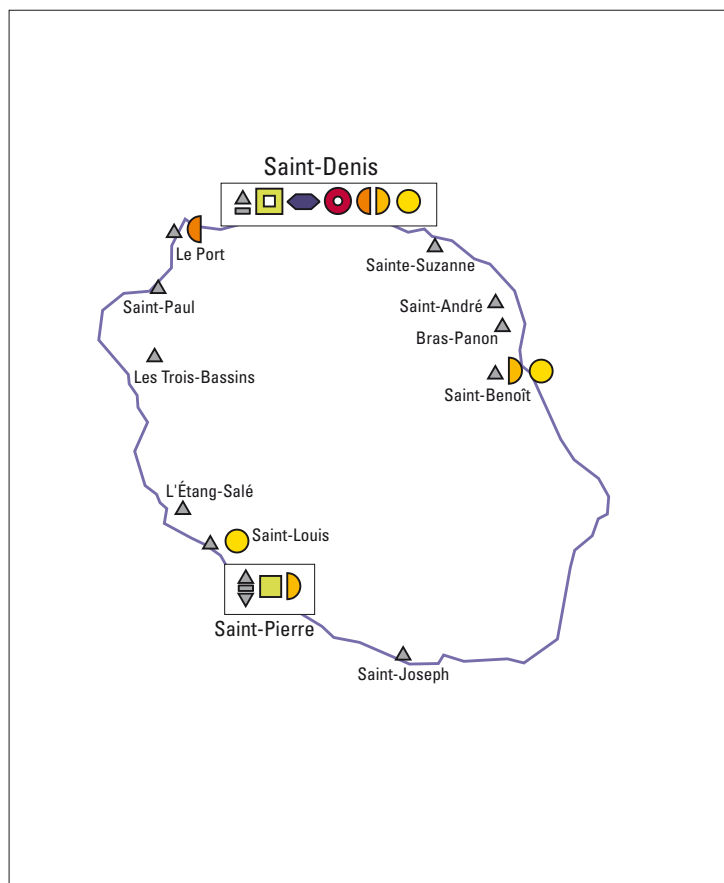 Saint-Denis
Le Port
Sainte-Suzanne
Saint-Paul
Saint-André
Bras-Panon
Les Trois-Bassins
Saint-Benoît
L'Étang-Salé
Saint-Louis
Saint-Pierre
Saint-Joseph